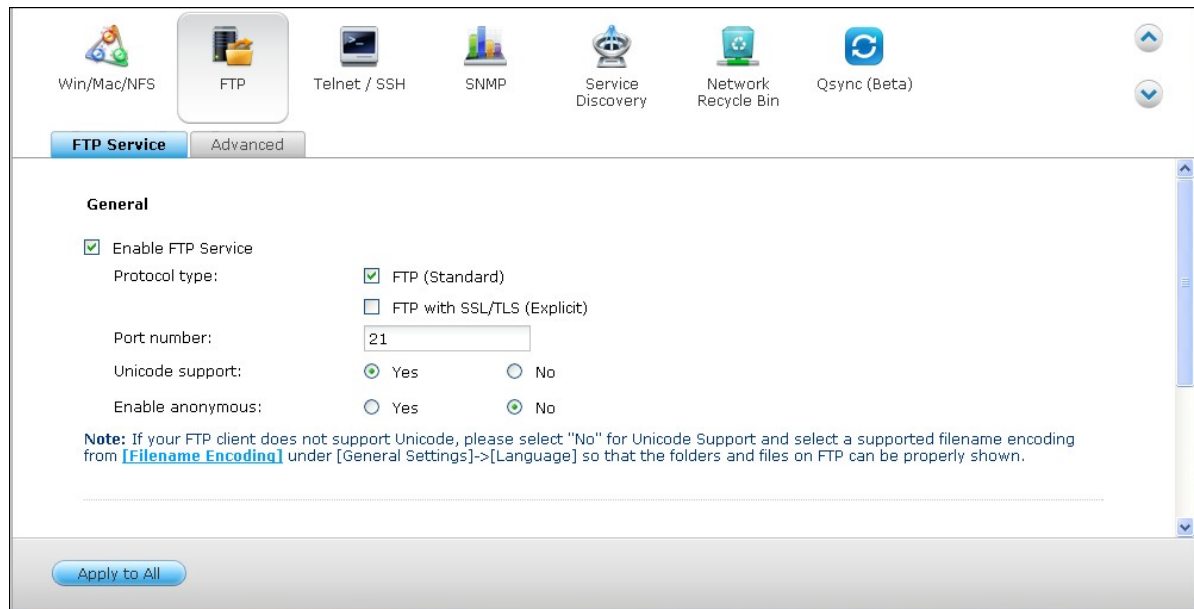 Win/Mac/NFS
FTP
Telnet / SSH
SNMP
Service
Discovery
Network
Recycle Bin
Qsync (Beta)
FTP Service
Advanced
General
Enable FTP Service
Protocol type:
FTP (Standard)
FTP with SSL/TLS (Explicit)
Port number:
21
Unicode support:
Yes
No
Enable anonymous:
Yes
No
Note: If your FTP client does not support Unicode, please select "No" for Unicode Support and select a supported filename encoding
from [Filename Encoding] under [General Settings]->[Language] so that the folders and files on FTP can be properly shown.
Apply to All